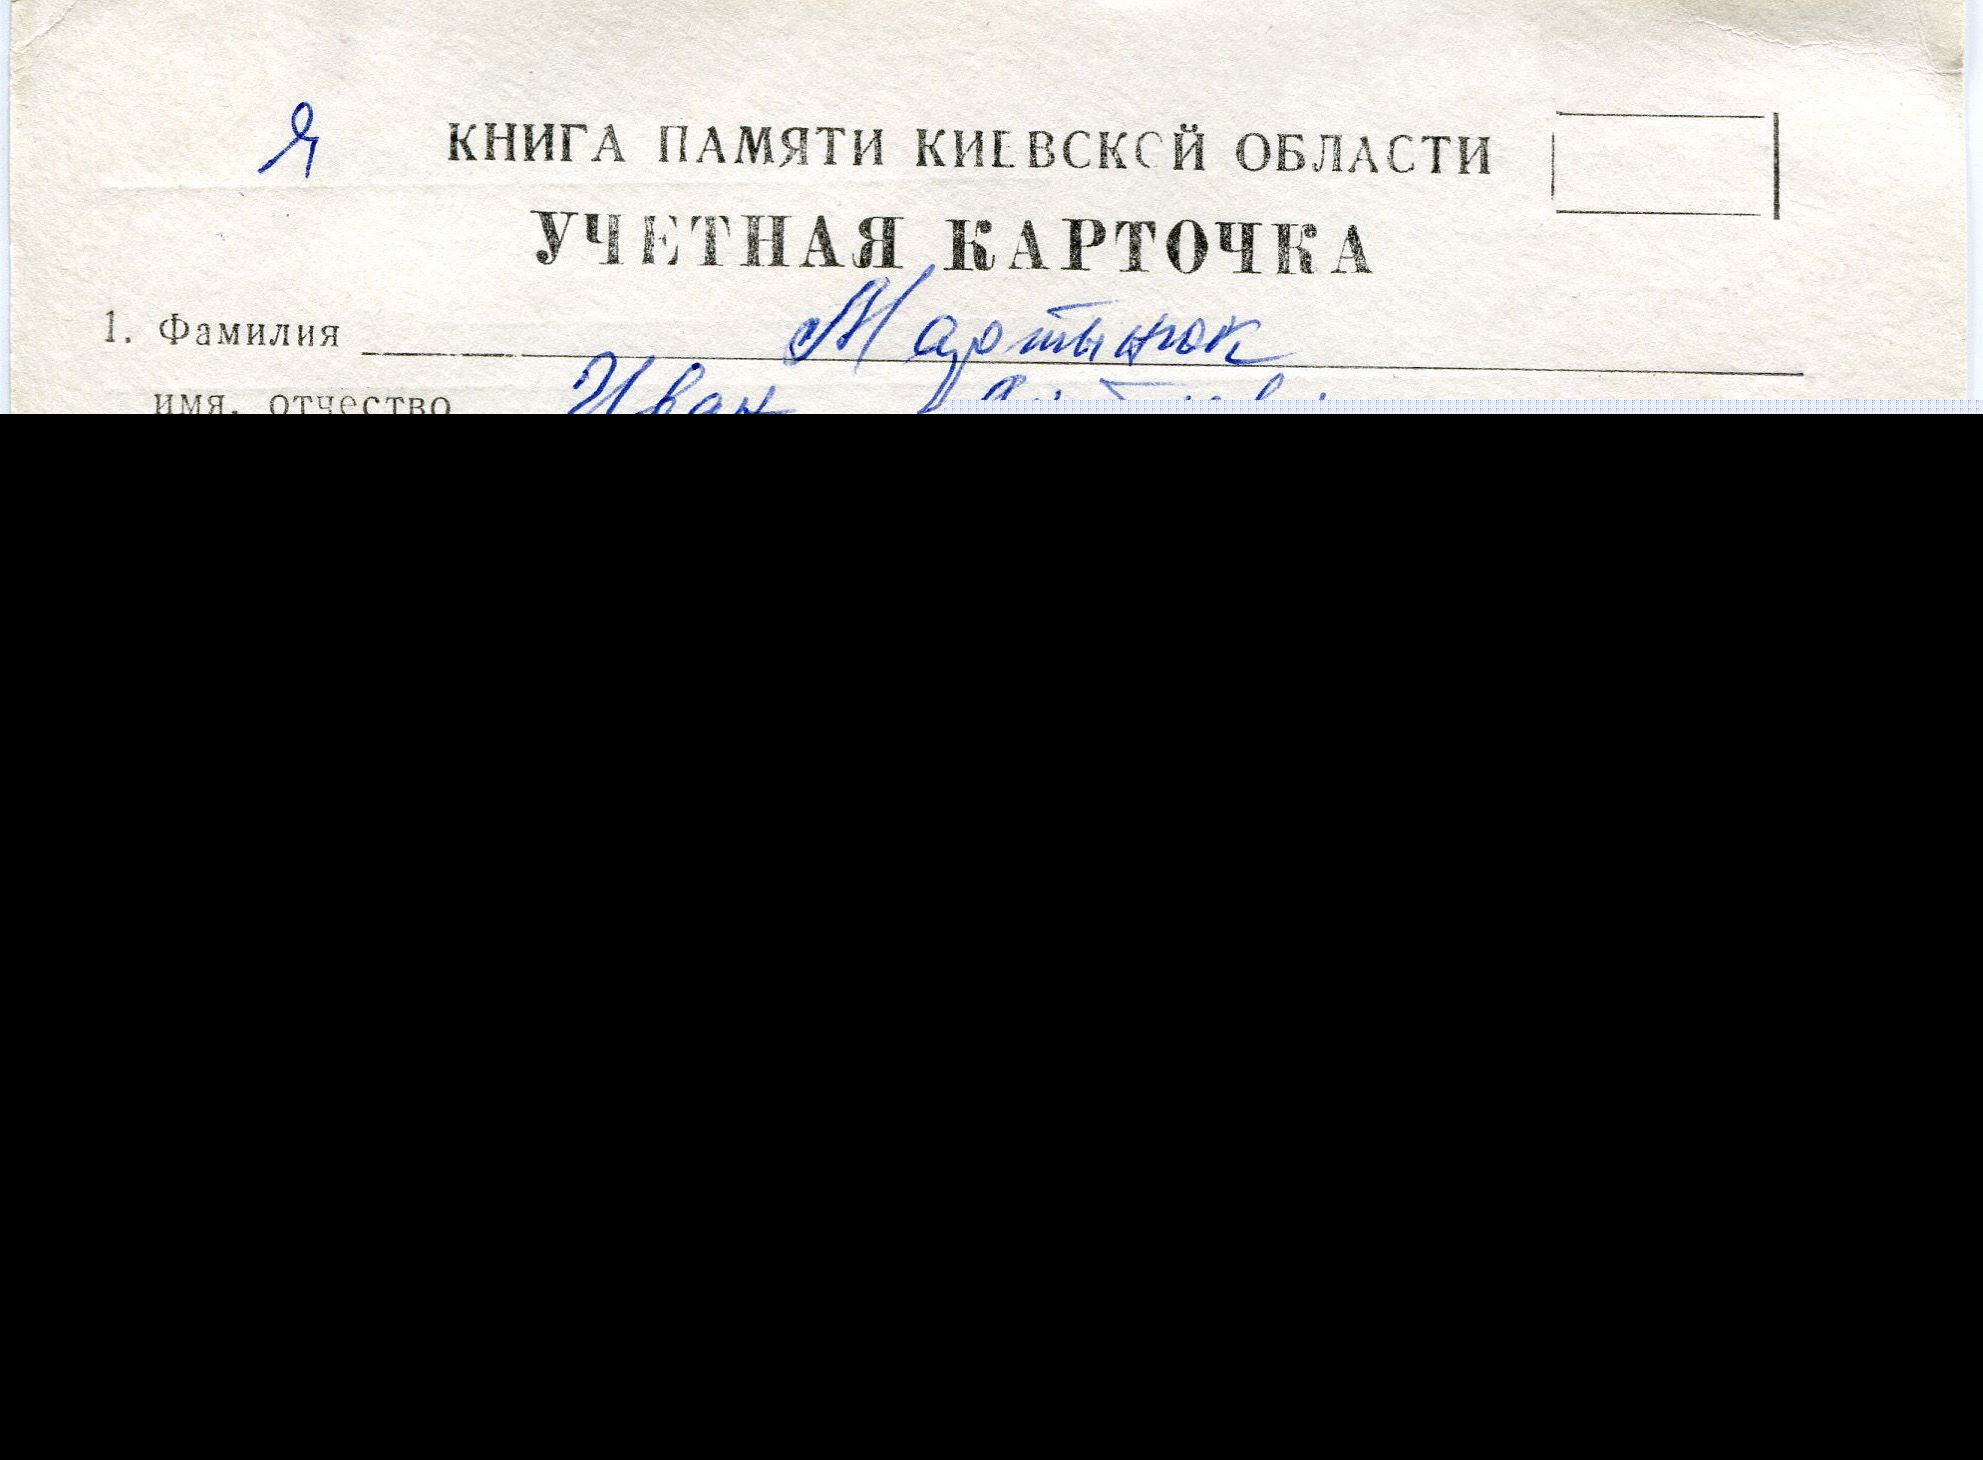 Я
КНИГА ПАМЯТИ КИЕВСКОЙ ОБЛАСТИ
УЧЕТНАЯ КАРТОЧКА
1. Фамилия Мартынюк
имя, отчество Иван